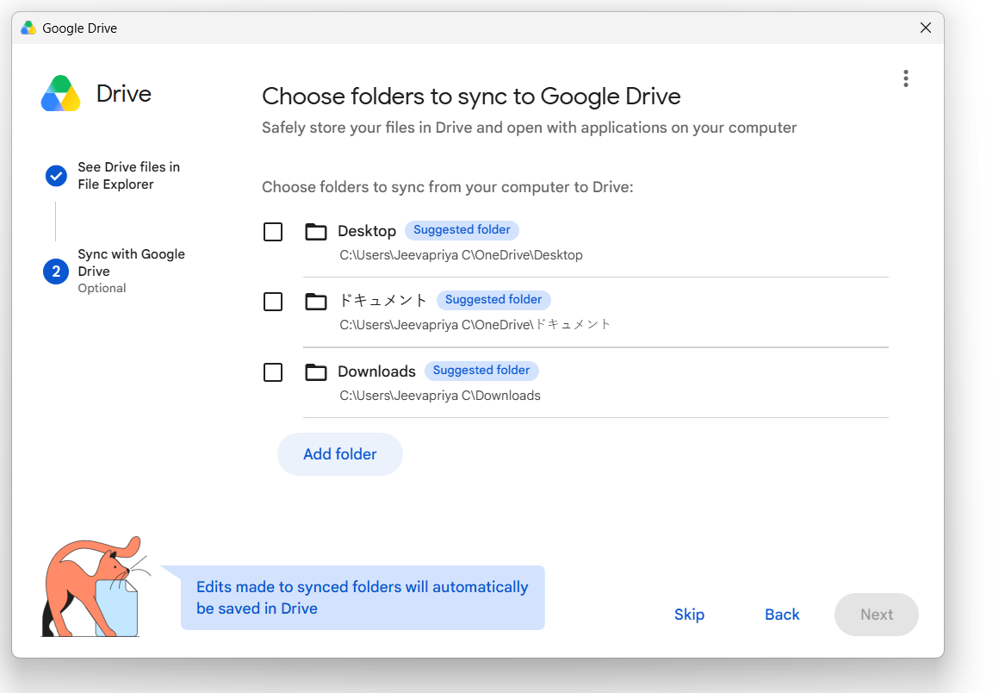 Google Drive
Drive
Choose folders to sync to Google Drive
Safely store your files in Drive and open with applications on your computer
See Drive files in
File Explorer
2
Sync with Google
Drive
Optional
Choose folders to sync from your computer to Drive:
Desktop Suggested folder
C:\Users\Jeevapriya C\OneDrive\Desktop
ドキュメント Suggested folder
C:\Users\Jeevapriya C\OneDrive\ドキュメント
Downloads Suggested folder
C:\Users\Jeevapriya C\Downloads
Add folder
Edits made to synced folders will automatically
be saved in Drive
Skip Back Next